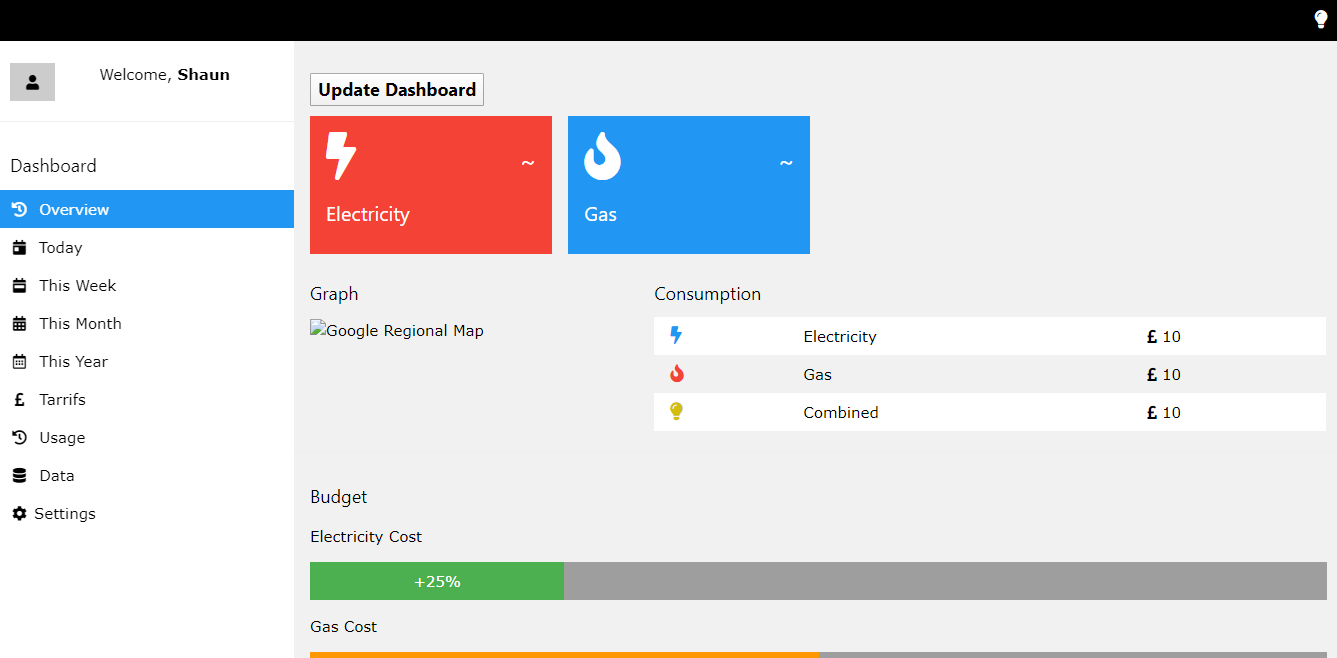 Welcome, Shaun
Dashboard
Overview
Today
This Week
This Month
This Year
£ Tarrifs
Usage
Data
Settings
Update Dashboard
~
Electricity
~
Gas
Graph
Google Regional Map
Consumption
Electricity £ 10
Gas £ 10
Combined £ 10
Budget
Electricity Cost
+25%
Gas Cost